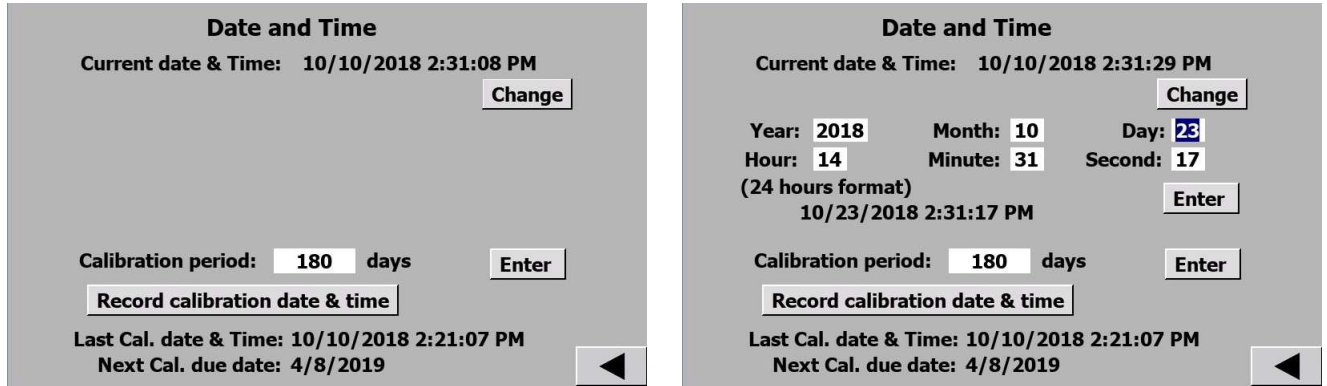 Date and Time
Current date & Time: 10/10/2018 2:31:08 PM
Change
Calibration period: 180 days Enter
Record calibration date & time
Last Cal. date & Time: 10/10/2018 2:21:07 PM
Next Cal. due date: 4/8/2019
Date and Time
Current date & Time: 10/10/2018 2:31:29 PM
Change
Year: 2018 Month: 10 Day: 23
Hour: 14 Minute: 31 Second: 17
(24 hours format)
Enter
10/23/2018 2:31:17 PM
Calibration period: 180 days Enter
Record calibration date & time
Last Cal. date & Time: 10/10/2018 2:21:07 PM
Next Cal. due date: 4/8/2019